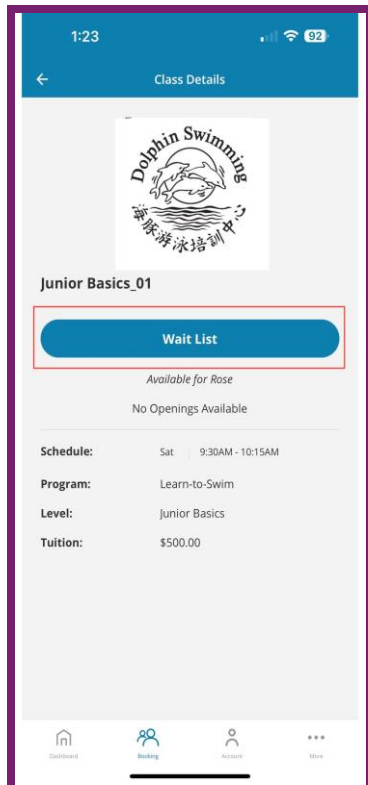 1:23 92
Class Details
Dolphin Swimming
海豚游泳培訓中心
Junior Basics_01
Wait List
Available for Rose
No Openings Available
Schedule: Sat 9:30AM - 10:15AM
Program: Learn-to-Swim
Level: Junior Basics
Tuition: $500.00
Dashboard Booking Account More